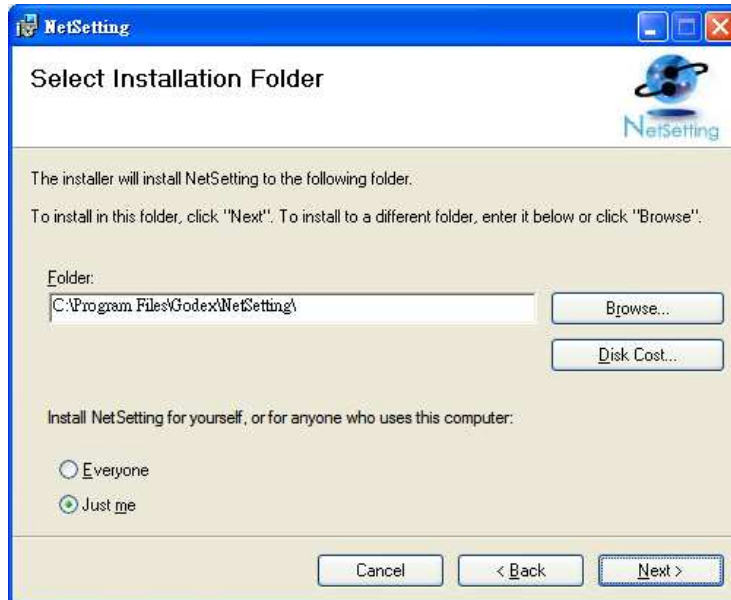 NetSetting
Select Installation Folder
NetSetting
The installer will install NetSetting to the following folder.
To install in this folder, click "Next". To install to a different folder, enter it below or click "Browse".
Folder:
C:\Program Files\Godex\NetSetting\
Browse...
Disk Cost...
Install NetSetting for yourself, or for anyone who uses this computer:
Everyone
Just me
Cancel
< Back
Next >